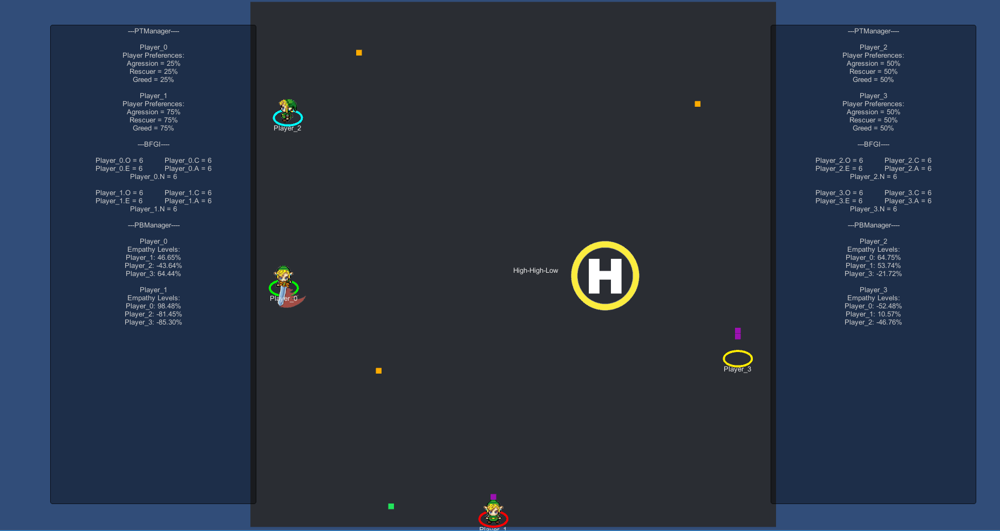 ---PTManager----
Player_0
Player Preferences:
Agression = 25%
Rescuer = 25%
Greed = 25%
Player_1
Player Preferences:
Agression = 75%
Rescuer = 75%
Greed = 75%
---BFGI----
Player_0.O = 6 Player_0.C = 6
Player_0.E = 6 Player_0.A = 6
Player_0.N = 6
Player_1.O = 6 Player_1.C = 6
Player_1.E = 6 Player_1.A = 6
Player_1.N = 6
---PBManager----
Player_0
Empathy Levels:
Player_1: 46.65%
Player_2: -43.64%
Player_3: 64.44%
Player_1
Empathy Levels:
Player_0: 98.48%
Player_2: -81.45%
Player_3: -85.30%
Player_2
Player_0
High-High-Low
H
Player_3
Player_1
---PTManager----
Player_2
Player Preferences:
Agression = 50%
Rescuer = 50%
Greed = 50%
Player_3
Player Preferences:
Agression = 50%
Rescuer = 50%
Greed = 50%
---BFGI----
Player_2.O = 6 Player_2.C = 6
Player_2.E = 6 Player_2.A = 6
Player_2.N = 6
Player_3.O = 6 Player_3.C = 6
Player_3.E = 6 Player_3.A = 6
Player_3.N = 6
---PBManager----
Player_2
Empathy Levels:
Player_0: 64.75%
Player_1: 53.74%
Player_3: -21.72%
Player_3
Empathy Levels:
Player_0: -52.48%
Player_1: 10.57%
Player_2: -46.76%